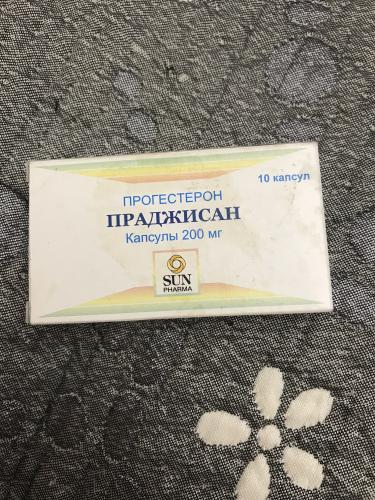 10 капсул
ПРОГЕСТЕРОН
ПРАДЖИСАН
Капсулы 200 мг
SUN
PHARMA